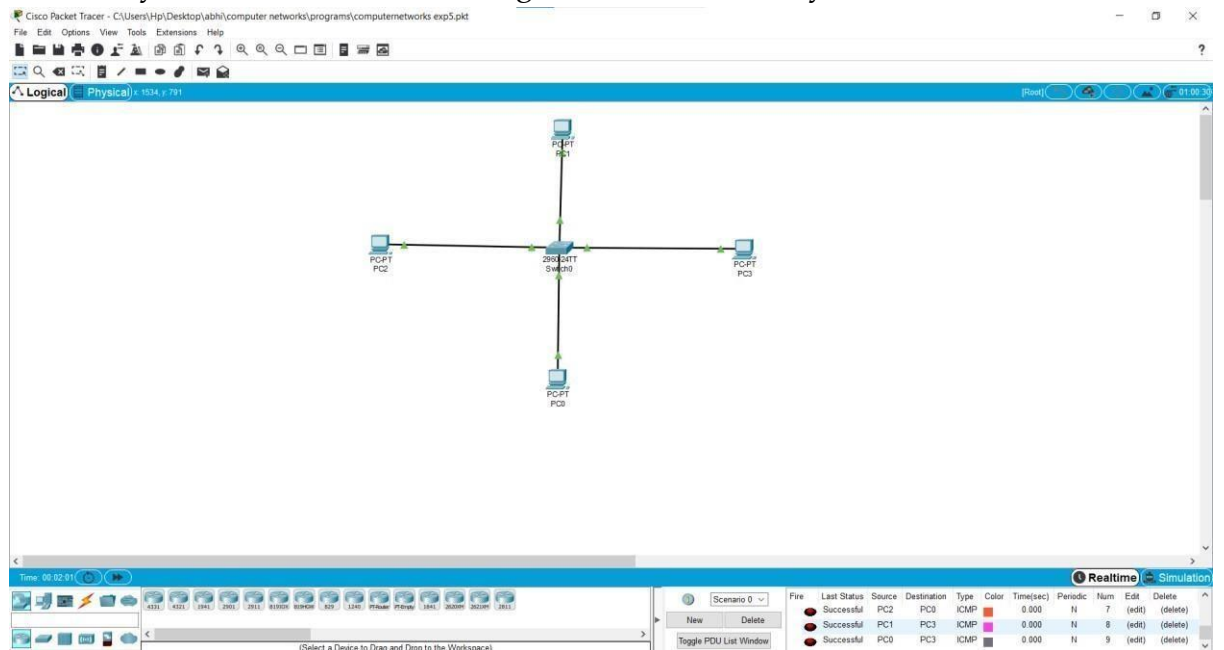 Cisco Packet Tracer - C:\Users\Hp\Desktop\abhi\computer networks\programs\computernetworks exp5.pkt
File Edit Options View Tools Extensions Help
?
Logical Physical x: 1534, y: 791 [Root] 01:00:30
PC-PT
PC1
PC-PT
PC2
2960-24TT
Switch0
PC-PT
PC3
PC-PT
PC0
Time: 00:02:01 Realtime Simulation
4331 4321 1941 2901 2911 819IOX 819HGW 829 1240 PT-Router PT-Empty 1841 2620XM 2621XM 2811
(Select a Device to Drag and Drop to the Workspace)
Scenario 0
New Delete
Toggle PDU List Window
Fire Last Status Source Destination Type Color Time(sec) Periodic Num Edit Delete
Successful PC2 PC0 ICMP 0.000 N 7 (edit) (delete)
Successful PC1 PC3 ICMP 0.000 N 8 (edit) (delete)
Successful PC0 PC3 ICMP 0.000 N 9 (edit) (delete)